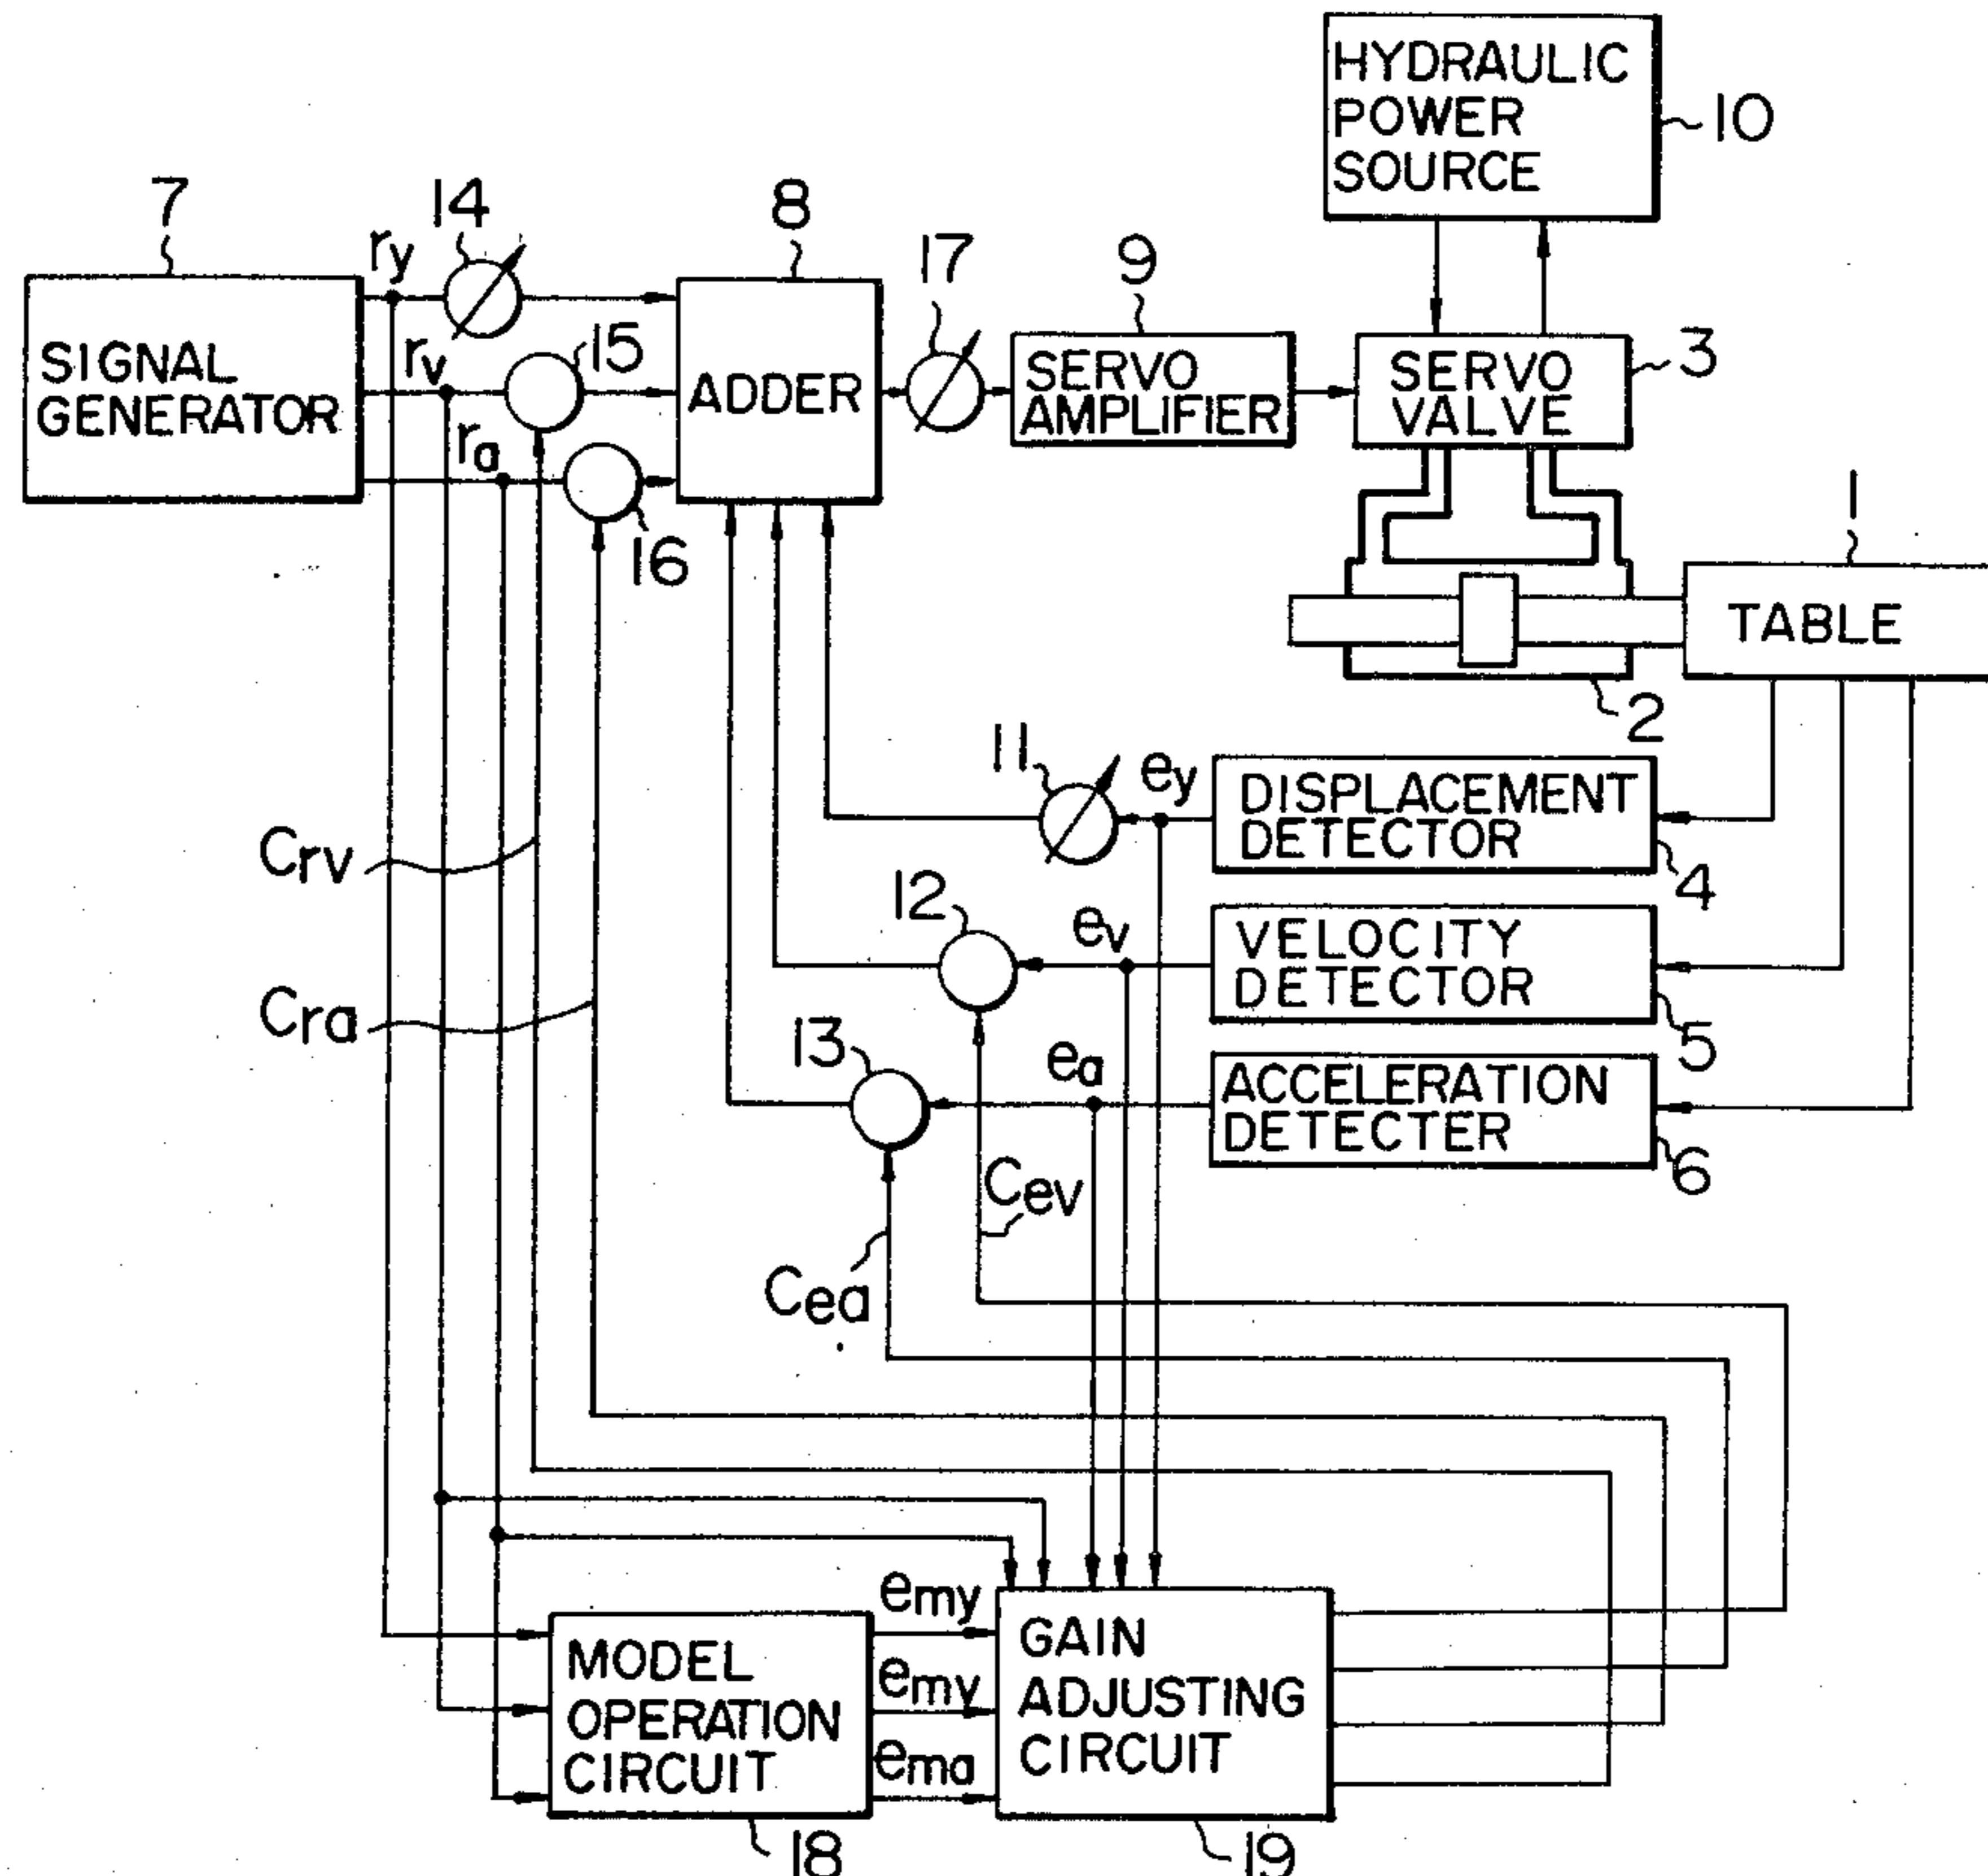 HYDRAULIC
POWER
SOURCE
10
7
14
8
17
9
3
ry
SIGNAL
GENERATOR
rv
15
ra
16
ADDER
SERVO
AMPLIFIER
SERVO
VALVE
1
TABLE
2
11
ey
DISPLACEMENT
DETECTOR
4
Crv
12
ev
VELOCITY
DETECTOR
5
Cra
13
ea
ACCELERATION
DETECTER
6
Cev
Cea
emy
emv
ema
MODEL
OPERATION
CIRCUIT
18
GAIN
ADJUSTING
CIRCUIT
19